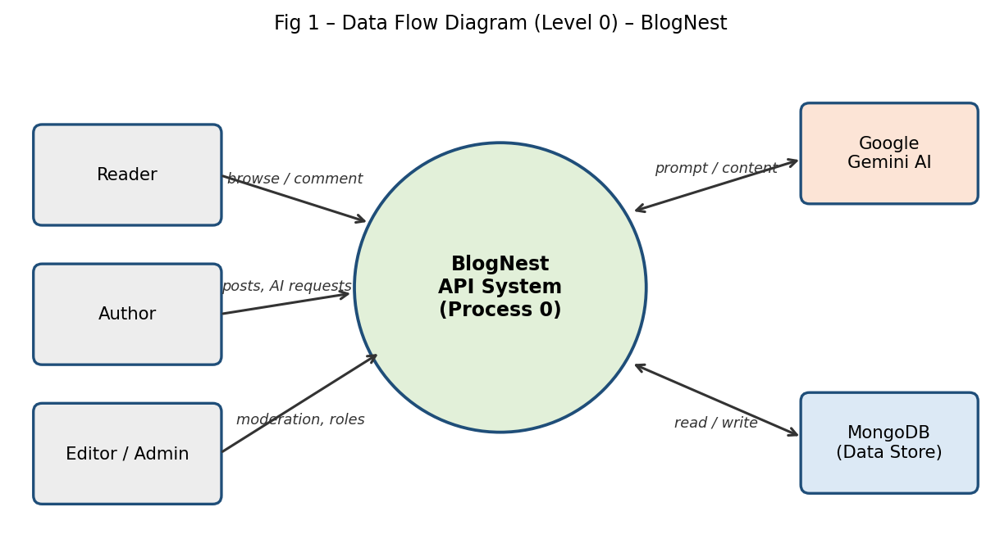 Fig 1 – Data Flow Diagram (Level 0) – BlogNest
Reader
browse / comment
Author
posts, AI requests
Editor / Admin
moderation, roles
BlogNest
API System
(Process 0)
prompt / content
Google
Gemini AI
read / write
MongoDB
(Data Store)